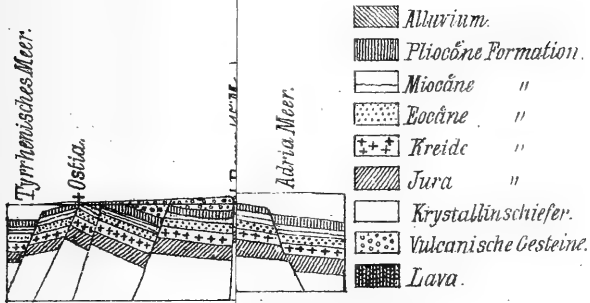 Tyrrhenisches Meer.
+ Ostia.
Adria Meer.
Alluvium.
Pliocäne Formation.
Miocäne "
Eocäne "
Kreide "
Jura "
Krystallinschiefer.
Vulcanische Gesteine.
Lava.